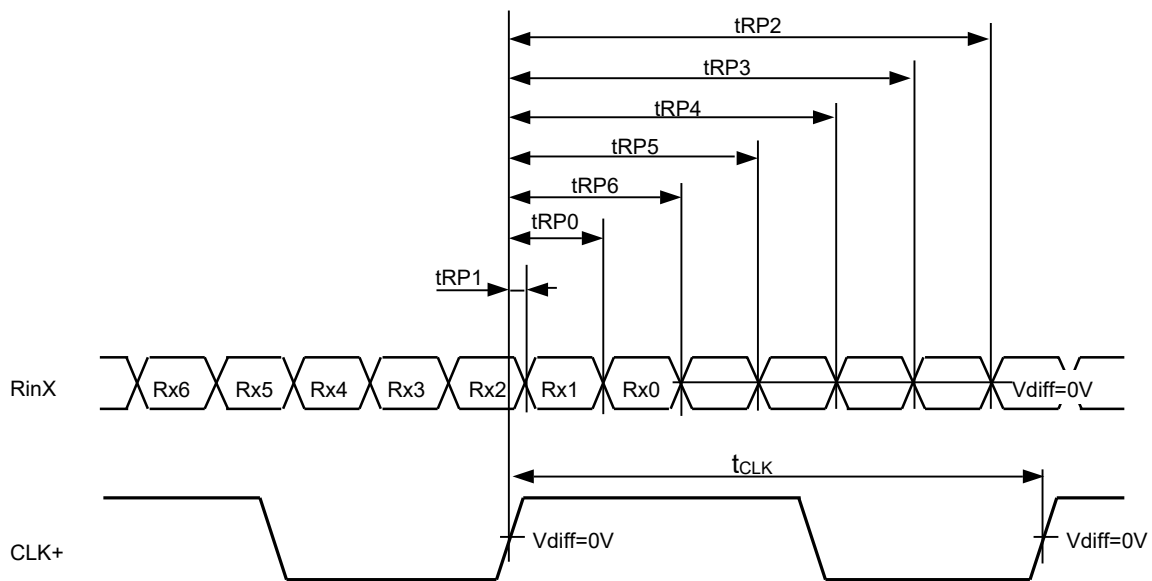 tRP2
tRP3
tRP4
tRP5
tRP6
tRP0
tRP1
RinX Rx6 Rx5 Rx4 Rx3 Rx2 Rx1 Rx0 Vdiff=0V
tCLK
CLK+ Vdiff=0V Vdiff=0V